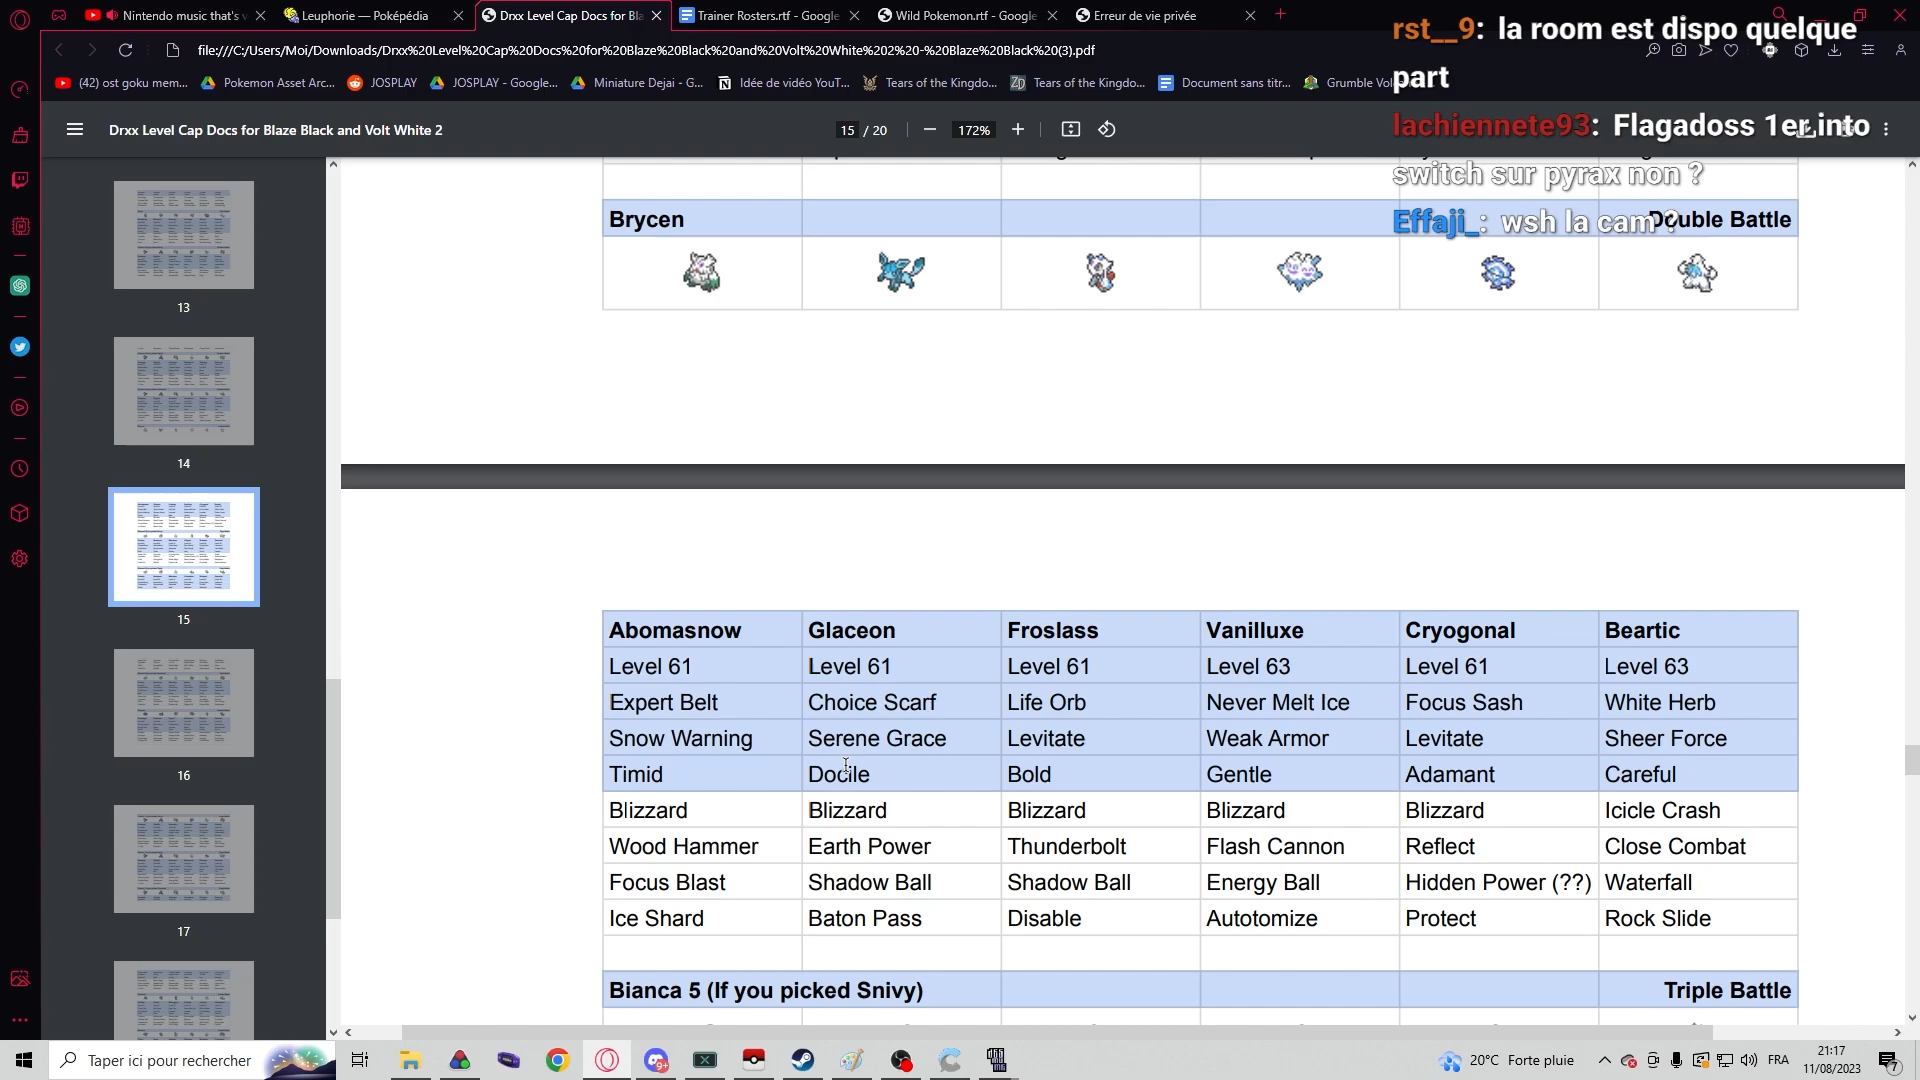 Nintendo music that's v
Leuphorie — Poképédia
Drxx Level Cap Docs for Bla
Trainer Rosters.rtf - Google
Wild Pokemon.rtf - Google
Erreur de vie privée
file:///C:/Users/Moi/Downloads/Drxx%20Level%20Cap%20Docs%20for%20Blaze%20Black%20and%20Volt%20White%202%20-%20Blaze%20Black%20(3).pdf
(42) ost goku mem...
Pokemon Asset Arc...
JOSPLAY
JOSPLAY - Google...
Miniature Dejai - G...
Idée de vidéo YouT...
Tears of the Kingdo...
Tears of the Kingdo...
Document sans titr...
Grumble Vol
rst__9: la room est dispo quelque
part
lachiennete93: Flagadoss 1er into
switch sur pyrax non ?
Effaji_: wsh la cam ?
Drxx Level Cap Docs for Blaze Black and Volt White 2
15 / 20
172%
13
14
15
16
17
Brycen Double Battle
Abomasnow Glaceon Froslass Vanilluxe Cryogonal Beartic
Level 61 Level 61 Level 61 Level 63 Level 61 Level 63
Expert Belt Choice Scarf Life Orb Never Melt Ice Focus Sash White Herb
Snow Warning Serene Grace Levitate Weak Armor Levitate Sheer Force
Timid Docile Bold Gentle Adamant Careful
Blizzard Blizzard Blizzard Blizzard Blizzard Icicle Crash
Wood Hammer Earth Power Thunderbolt Flash Cannon Reflect Close Combat
Focus Blast Shadow Ball Shadow Ball Energy Ball Hidden Power (??) Waterfall
Ice Shard Baton Pass Disable Autotomize Protect Rock Slide
Bianca 5 (If you picked Snivy) Triple Battle
Taper ici pour rechercher
9+
20°C Forte pluie
FRA
21:17
11/08/2023
7